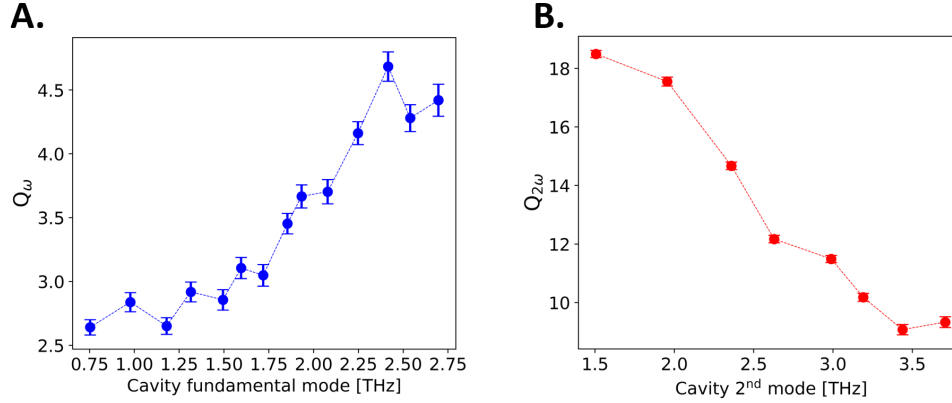 A.
4.5
4.0
3.5
3.0
2.5
Qω
0.75 1.00 1.25 1.50 1.75 2.00 2.25 2.50 2.75
Cavity fundamental mode [THz]
B.
18
16
14
12
10
Q2ω
1.5 2.0 2.5 3.0 3.5
Cavity 2nd mode [THz]